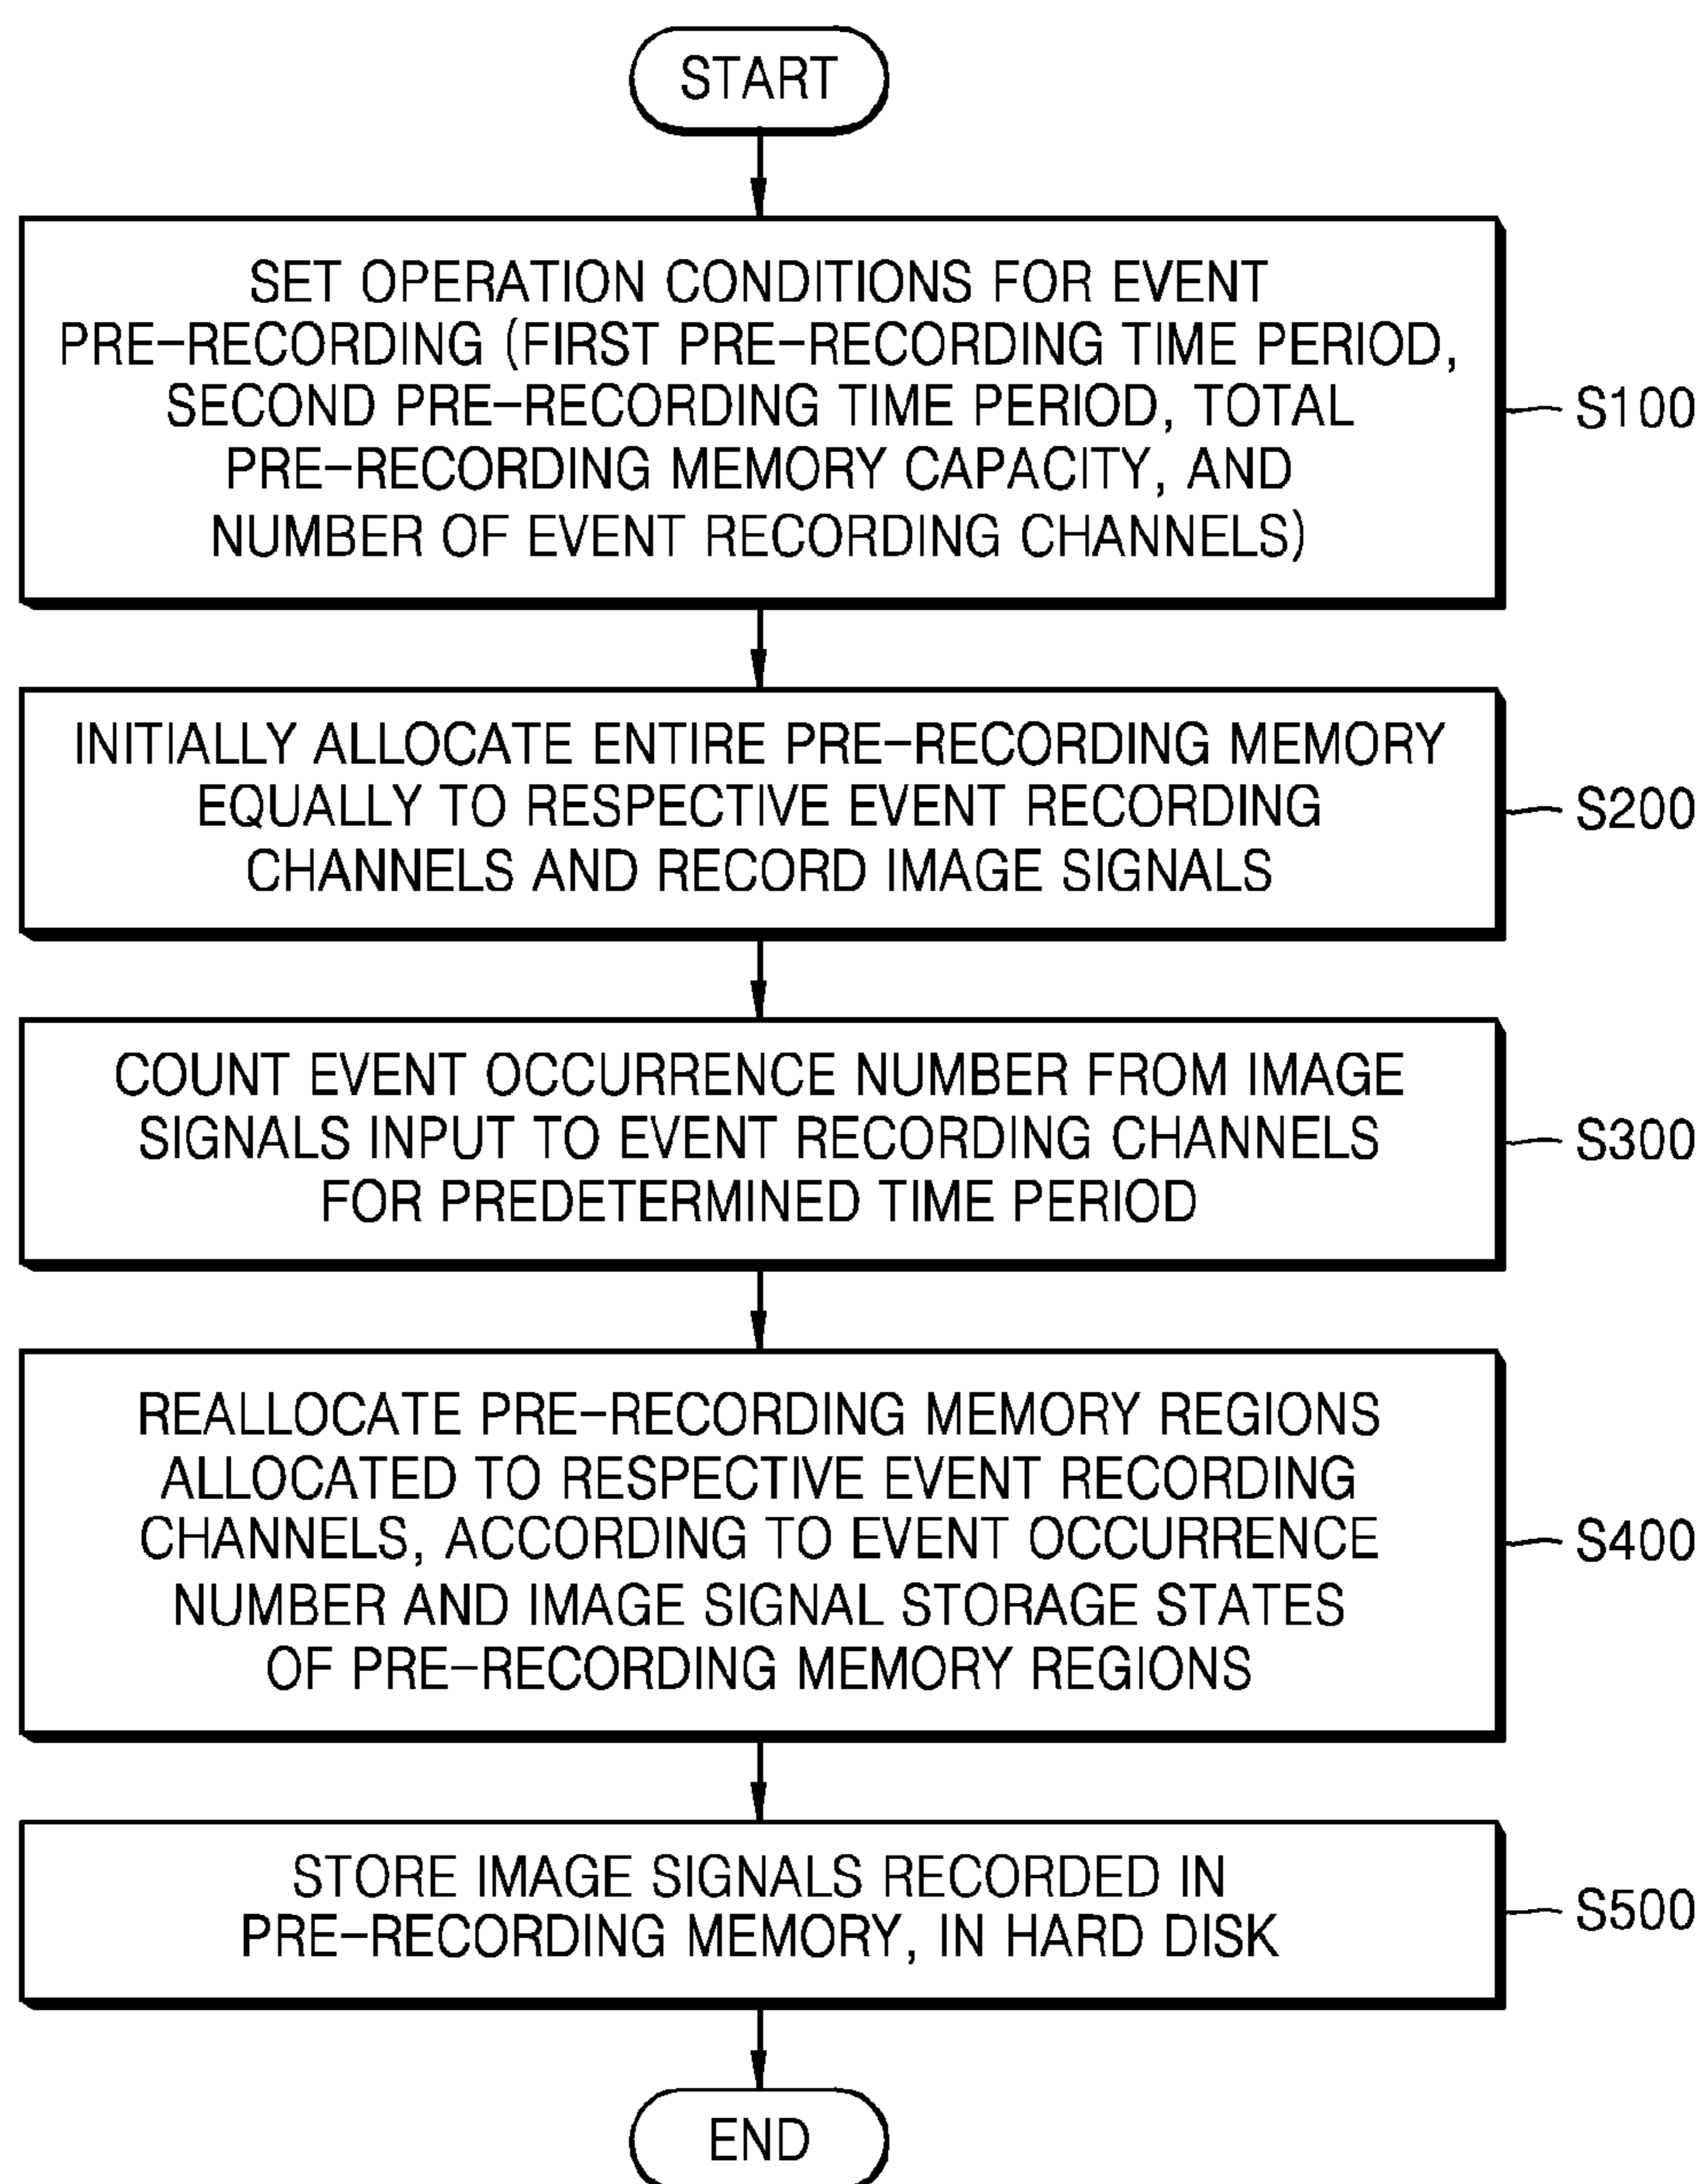 START
SET OPERATION CONDITIONS FOR EVENT
PRE-RECORDING (FIRST PRE-RECORDING TIME PERIOD,
SECOND PRE-RECORDING TIME PERIOD, TOTAL
PRE-RECORDING MEMORY CAPACITY, AND
NUMBER OF EVENT RECORDING CHANNELS)
S100
INITIALLY ALLOCATE ENTIRE PRE-RECORDING MEMORY
EQUALLY TO RESPECTIVE EVENT RECORDING
CHANNELS AND RECORD IMAGE SIGNALS
S200
COUNT EVENT OCCURRENCE NUMBER FROM IMAGE
SIGNALS INPUT TO EVENT RECORDING CHANNELS
FOR PREDETERMINED TIME PERIOD
S300
REALLOCATE PRE-RECORDING MEMORY REGIONS
ALLOCATED TO RESPECTIVE EVENT RECORDING
CHANNELS, ACCORDING TO EVENT OCCURRENCE
NUMBER AND IMAGE SIGNAL STORAGE STATES
OF PRE-RECORDING MEMORY REGIONS
S400
STORE IMAGE SIGNALS RECORDED IN
PRE-RECORDING MEMORY, IN HARD DISK
S500
END